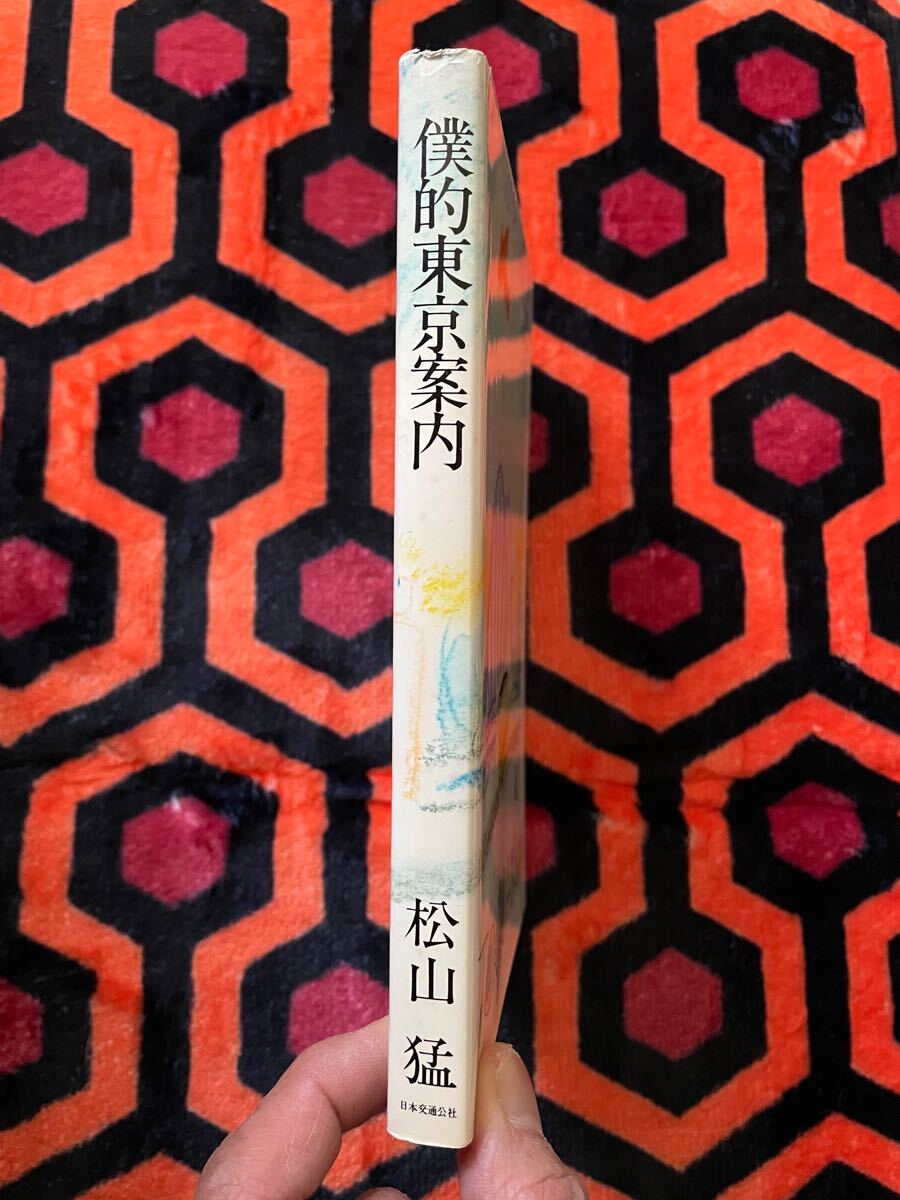 僕的東京案内
松山猛
日本交通公社